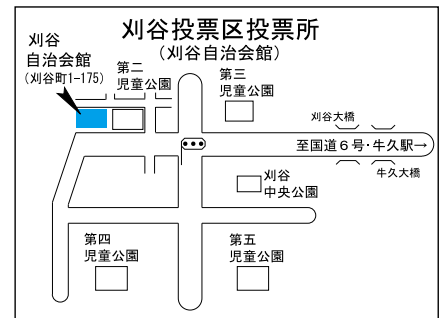 刈谷投票区投票所
(刈谷自治会館)
刈谷
自治会館
(刈谷町1-175)
第二
児童公園
第三
児童公園
刈谷大橋
至国道6号・牛久駅→
牛久大橋
刈谷
中央公園
第四
児童公園
第五
児童公園